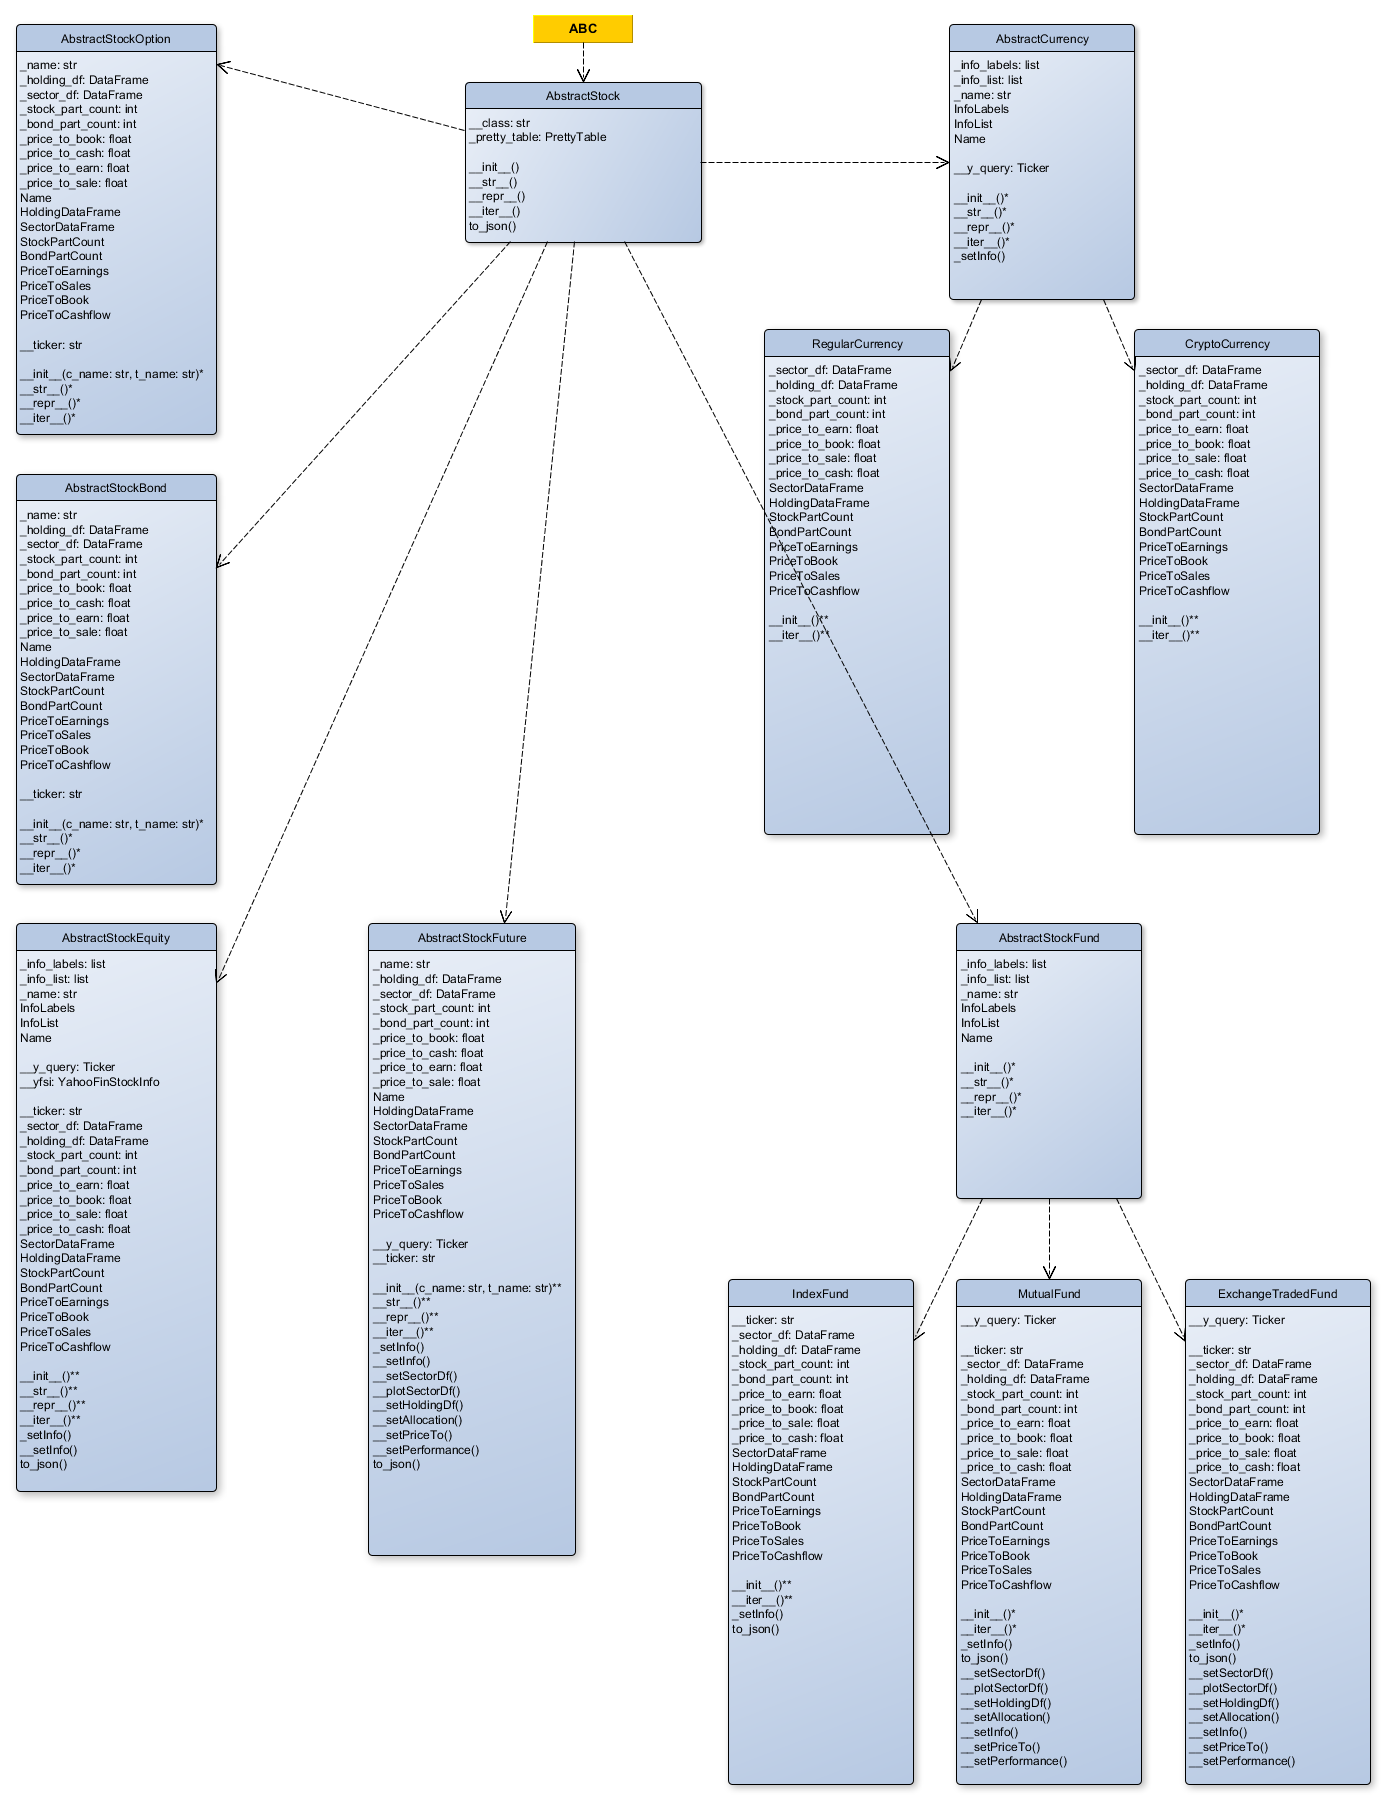 ABC
AbstractStock
__class: str
_pretty_table: PrettyTable
__init__()
__str__()
__repr__()
__iter__()
to_json()
AbstractStockOption
_name: str
_holding_df: DataFrame
_sector_df: DataFrame
_stock_part_count: int
_bond_part_count: int
_price_to_book: float
_price_to_cash: float
_price_to_earn: float
_price_to_sale: float
Name
HoldingDataFrame
SectorDataFrame
StockPartCount
BondPartCount
PriceToEarnings
PriceToSales
PriceToBook
PriceToCashflow
__ticker: str
__init__(c_name: str, t_name: str)*
__str__()*
__repr__()*
__iter__()*
AbstractCurrency
_info_labels: list
_info_list: list
_name: str
InfoLabels
InfoList
Name
__y_query: Ticker
__init__()*
__str__()*
__repr__()*
__iter__()*
_setInfo()
RegularCurrency
_sector_df: DataFrame
_holding_df: DataFrame
_stock_part_count: int
_bond_part_count: int
_price_to_earn: float
_price_to_book: float
_price_to_sale: float
_price_to_cash: float
SectorDataFrame
HoldingDataFrame
StockPartCount
BondPartCount
PriceToEarnings
PriceToBook
PriceToSales
PriceToCashflow
__init__()**
__iter__()**
CryptoCurrency
_sector_df: DataFrame
_holding_df: DataFrame
_stock_part_count: int
_bond_part_count: int
_price_to_earn: float
_price_to_book: float
_price_to_sale: float
_price_to_cash: float
SectorDataFrame
HoldingDataFrame
StockPartCount
BondPartCount
PriceToEarnings
PriceToBook
PriceToSales
PriceToCashflow
__init__()**
__iter__()**
AbstractStockBond
_name: str
_holding_df: DataFrame
_sector_df: DataFrame
_stock_part_count: int
_bond_part_count: int
_price_to_book: float
_price_to_cash: float
_price_to_earn: float
_price_to_sale: float
Name
HoldingDataFrame
SectorDataFrame
StockPartCount
BondPartCount
PriceToEarnings
PriceToSales
PriceToBook
PriceToCashflow
__ticker: str
__init__(c_name: str, t_name: str)*
__str__()*
__repr__()*
__iter__()*
AbstractStockEquity
_info_labels: list
_info_list: list
_name: str
InfoLabels
InfoList
Name
__y_query: Ticker
__yfsi: YahooFinStockInfo
__ticker: str
_sector_df: DataFrame
_holding_df: DataFrame
_stock_part_count: int
_bond_part_count: int
_price_to_earn: float
_price_to_book: float
_price_to_sale: float
_price_to_cash: float
SectorDataFrame
HoldingDataFrame
StockPartCount
BondPartCount
PriceToEarnings
PriceToBook
PriceToSales
PriceToCashflow
__init__()**
__str__()**
__repr__()**
__iter__()**
_setInfo()
__setInfo()
to_json()
AbstractStockFuture
_name: str
_holding_df: DataFrame
_sector_df: DataFrame
_stock_part_count: int
_bond_part_count: int
_price_to_book: float
_price_to_cash: float
_price_to_earn: float
_price_to_sale: float
Name
HoldingDataFrame
SectorDataFrame
StockPartCount
BondPartCount
PriceToEarnings
PriceToSales
PriceToBook
PriceToCashflow
__y_query: Ticker
__ticker: str
__init__(c_name: str, t_name: str)**
__str__()**
__repr__()**
__iter__()**
_setInfo()
__setInfo()
__setSectorDf()
__plotSectorDf()
__setHoldingDf()
__setAllocation()
__setPriceTo()
__setPerformance()
to_json()
AbstractStockFund
_info_labels: list
_info_list: list
_name: str
InfoLabels
InfoList
Name
__init__()*
__str__()*
__repr__()*
__iter__()*
IndexFund
__ticker: str
_sector_df: DataFrame
_holding_df: DataFrame
_stock_part_count: int
_bond_part_count: int
_price_to_earn: float
_price_to_book: float
_price_to_sale: float
_price_to_cash: float
SectorDataFrame
HoldingDataFrame
StockPartCount
BondPartCount
PriceToEarnings
PriceToBook
PriceToSales
PriceToCashflow
__init__()**
__iter__()**
_setInfo()
to_json()
MutualFund
__y_query: Ticker
__ticker: str
_sector_df: DataFrame
_holding_df: DataFrame
_stock_part_count: int
_bond_part_count: int
_price_to_earn: float
_price_to_book: float
_price_to_sale: float
_price_to_cash: float
SectorDataFrame
HoldingDataFrame
StockPartCount
BondPartCount
PriceToEarnings
PriceToBook
PriceToSales
PriceToCashflow
__init__()*
__iter__()*
_setInfo()
to_json()
__setSectorDf()
__plotSectorDf()
__setHoldingDf()
__setAllocation()
__setInfo()
__setPriceTo()
__setPerformance()
ExchangeTradedFund
__y_query: Ticker
__ticker: str
_sector_df: DataFrame
_holding_df: DataFrame
_stock_part_count: int
_bond_part_count: int
_price_to_earn: float
_price_to_book: float
_price_to_sale: float
_price_to_cash: float
SectorDataFrame
HoldingDataFrame
StockPartCount
BondPartCount
PriceToEarnings
PriceToBook
PriceToSales
PriceToCashflow
__init__()*
__iter__()*
_setInfo()
to_json()
__setSectorDf()
__plotSectorDf()
__setHoldingDf()
__setAllocation()
__setInfo()
__setPriceTo()
__setPerformance()